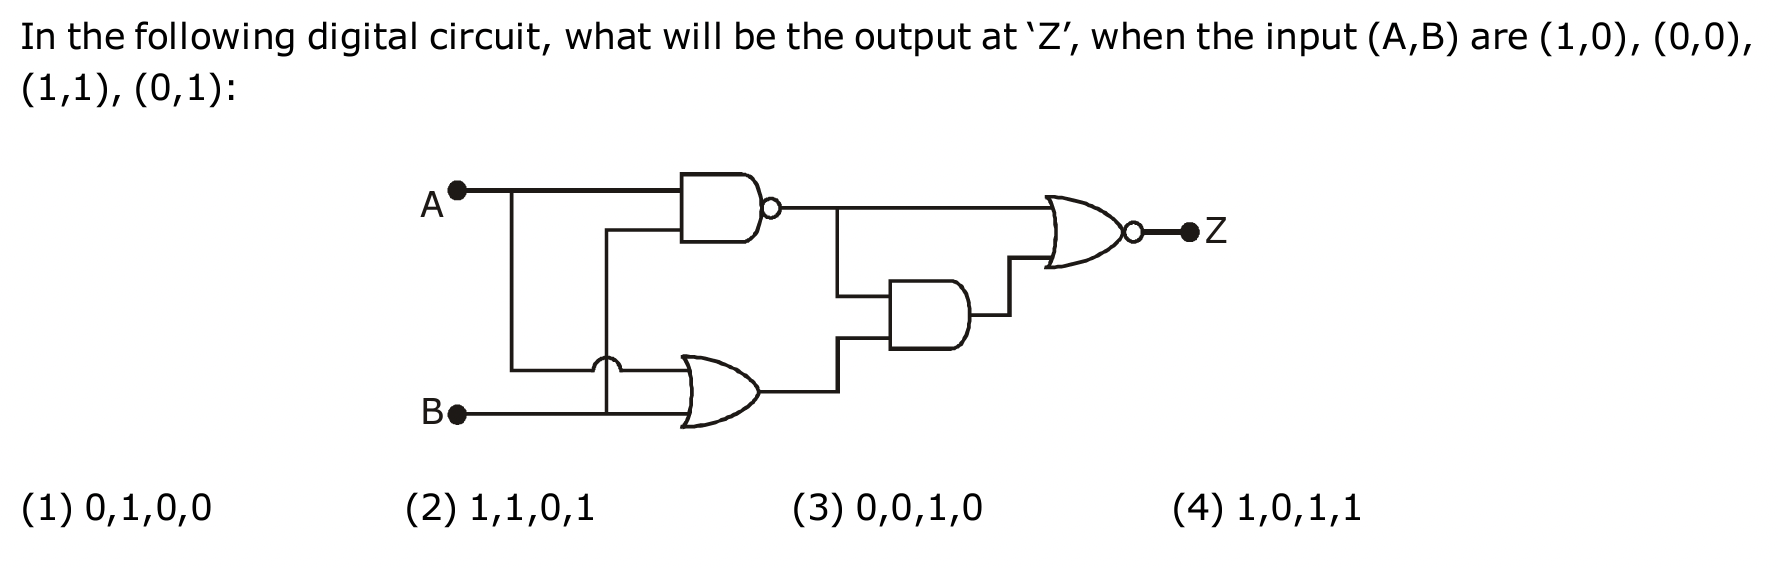 In the following digital circuit, what will be the output at ‘Z’, when the input (A,B) are (1,0), (0,0),
(1,1), (0,1):
A
Z
B
(1) 0,1,0,0 (2) 1,1,0,1 (3) 0,0,1,0 (4) 1,0,1,1